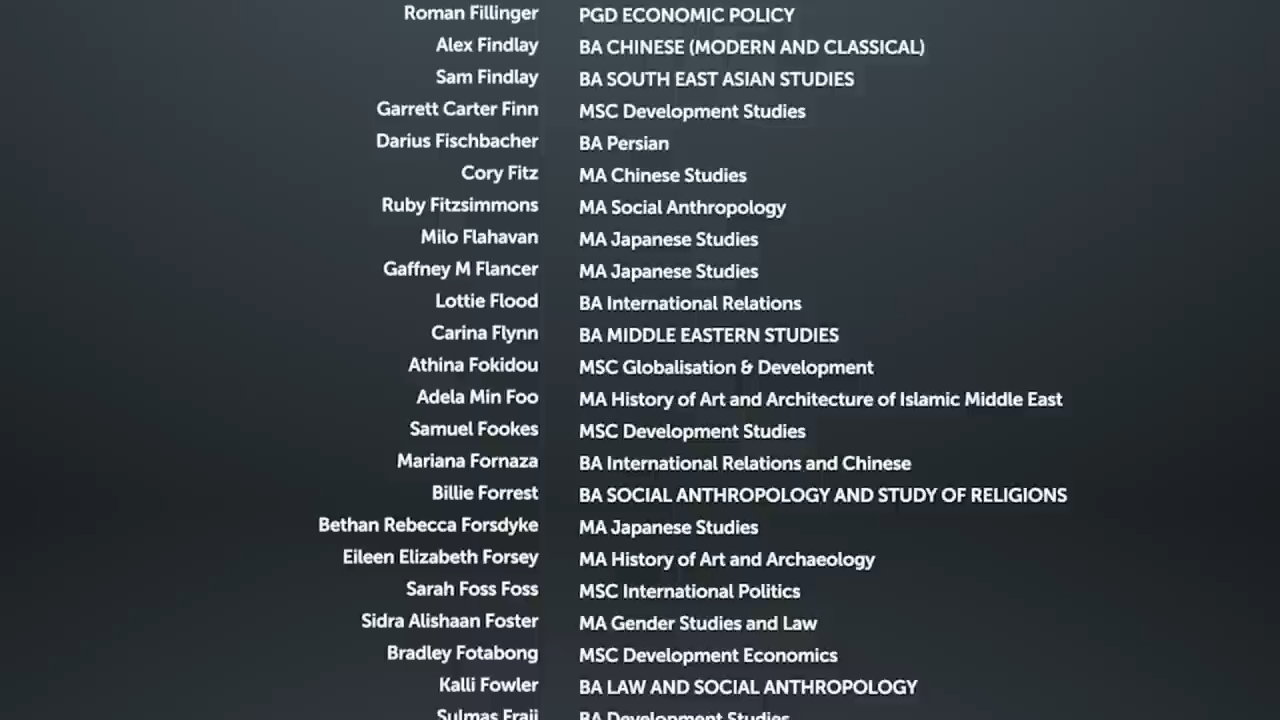 Roman Fillinger PGD ECONOMIC POLICY
Alex Findlay BA CHINESE (MODERN AND CLASSICAL)
Sam Findlay BA SOUTH EAST ASIAN STUDIES
Garrett Carter Finn MSC Development Studies
Darius Fischbacher BA Persian
Cory Fitz MA Chinese Studies
Ruby Fitzsimmons MA Social Anthropology
Milo Flahavan MA Japanese Studies
Gaffney M Flancer MA Japanese Studies
Lottie Flood BA International Relations
Carina Flynn BA MIDDLE EASTERN STUDIES
Athina Fokidou MSC Globalisation & Development
Adela Min Foo MA History of Art and Architecture of Islamic Middle East
Samuel Fookes MSC Development Studies
Mariana Fornaza BA International Relations and Chinese
Billie Forrest BA SOCIAL ANTHROPOLOGY AND STUDY OF RELIGIONS
Bethan Rebecca Forsdyke MA Japanese Studies
Eileen Elizabeth Forsey MA History of Art and Archaeology
Sarah Foss Foss MSC International Politics
Sidra Alishaan Foster MA Gender Studies and Law
Bradley Fotabong MSC Development Economics
Kalli Fowler BA LAW AND SOCIAL ANTHROPOLOGY
Sulmas Fraii BA Development Studies